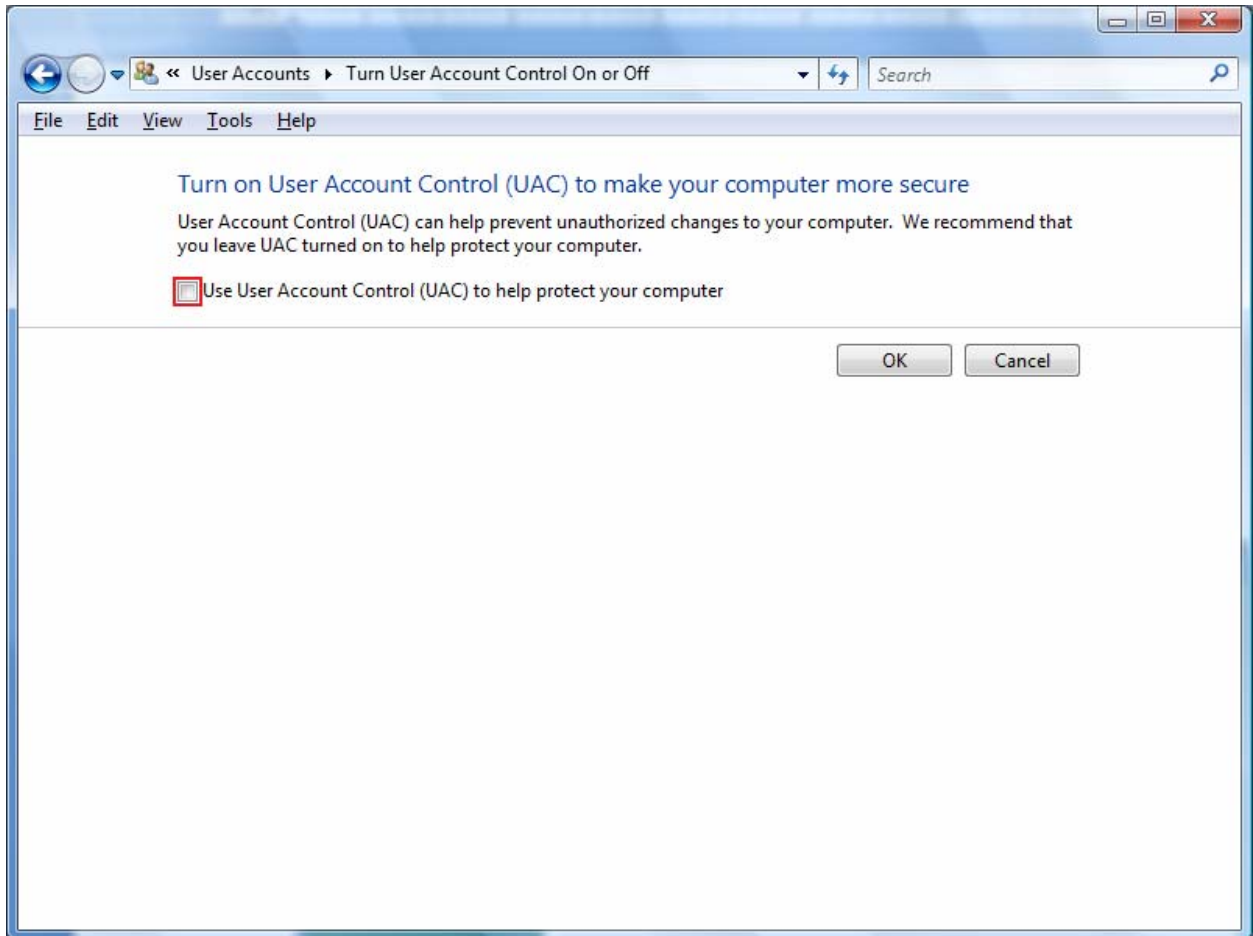 « User Accounts ▸ Turn User Account Control On or Off
Search
File Edit View Tools Help
Turn on User Account Control (UAC) to make your computer more secure
User Account Control (UAC) can help prevent unauthorized changes to your computer. We recommend that
you leave UAC turned on to help protect your computer.
Use User Account Control (UAC) to help protect your computer
OK Cancel